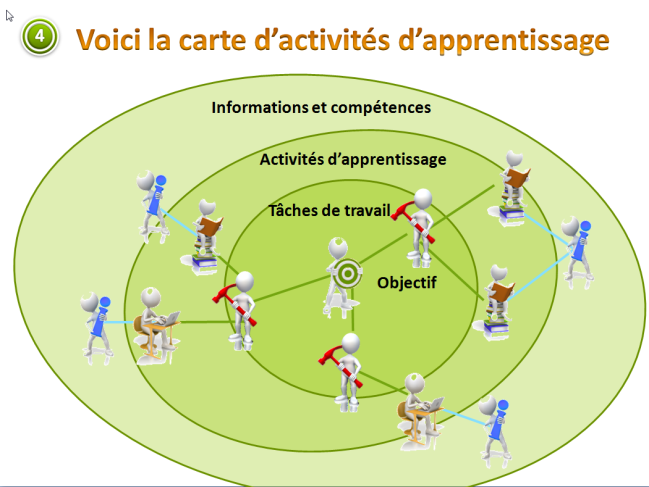 4 Voici la carte d'activités d'apprentissage
Informations et compétences
Activités d'apprentissage
Tâches de travail
Objectif